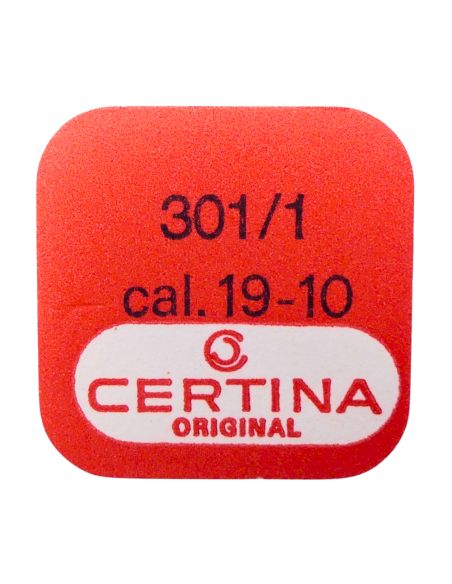 301/1
cal. 19-10
CERTINA
ORIGINAL